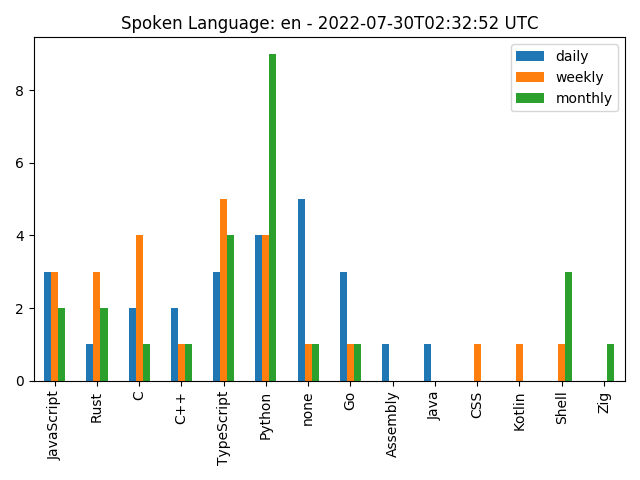 Spoken Language: en - 2022-07-30T02:32:52 UTC
daily
weekly
monthly
8
6
4
2
0
JavaScript
Rust
C
C++
TypeScript
Python
none
Go
Assembly
Java
CSS
Kotlin
Shell
Zig